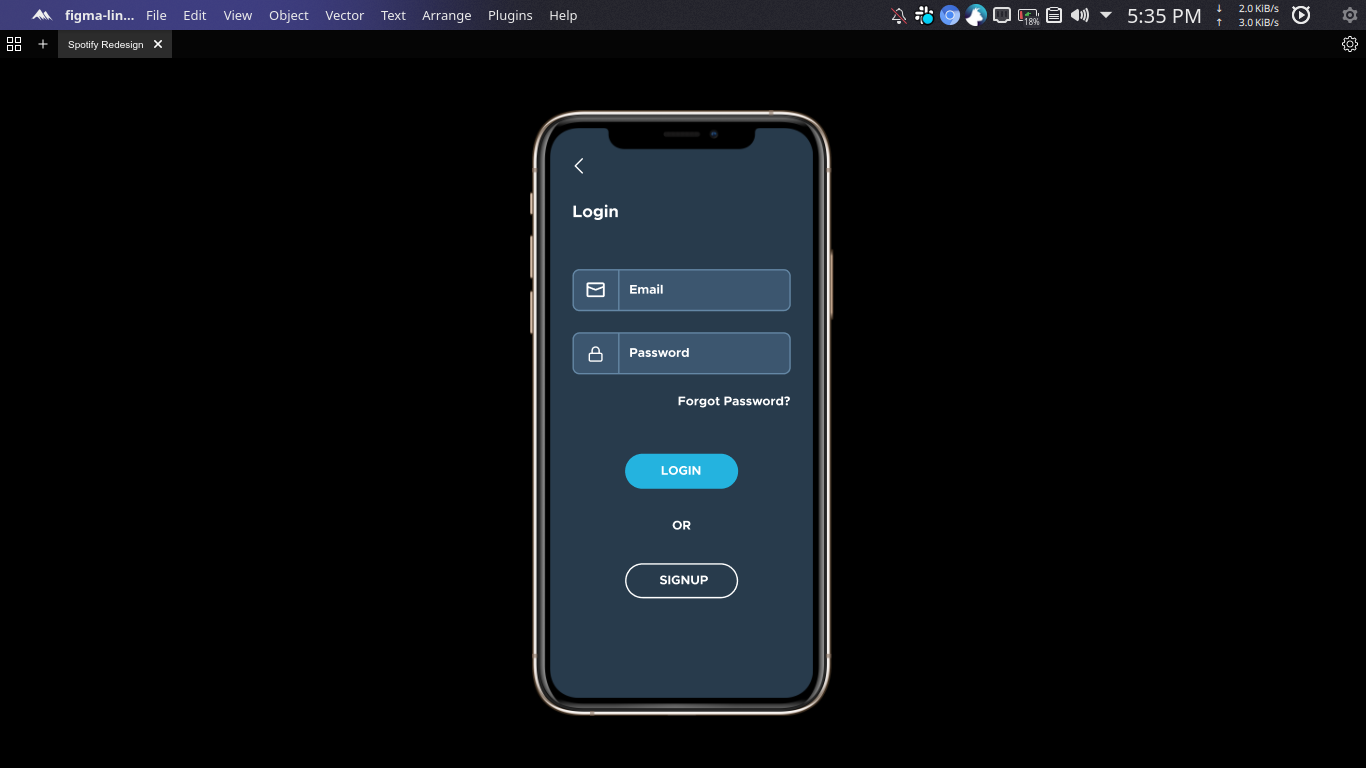 figma-lin... File Edit View Object Vector Text Arrange Plugins Help 18% 5:35 PM ↓ 2.0 KiB/s
↑ 3.0 KiB/s
Spotify Redesign
Login
Email
Password
Forgot Password?
LOGIN
OR
SIGNUP